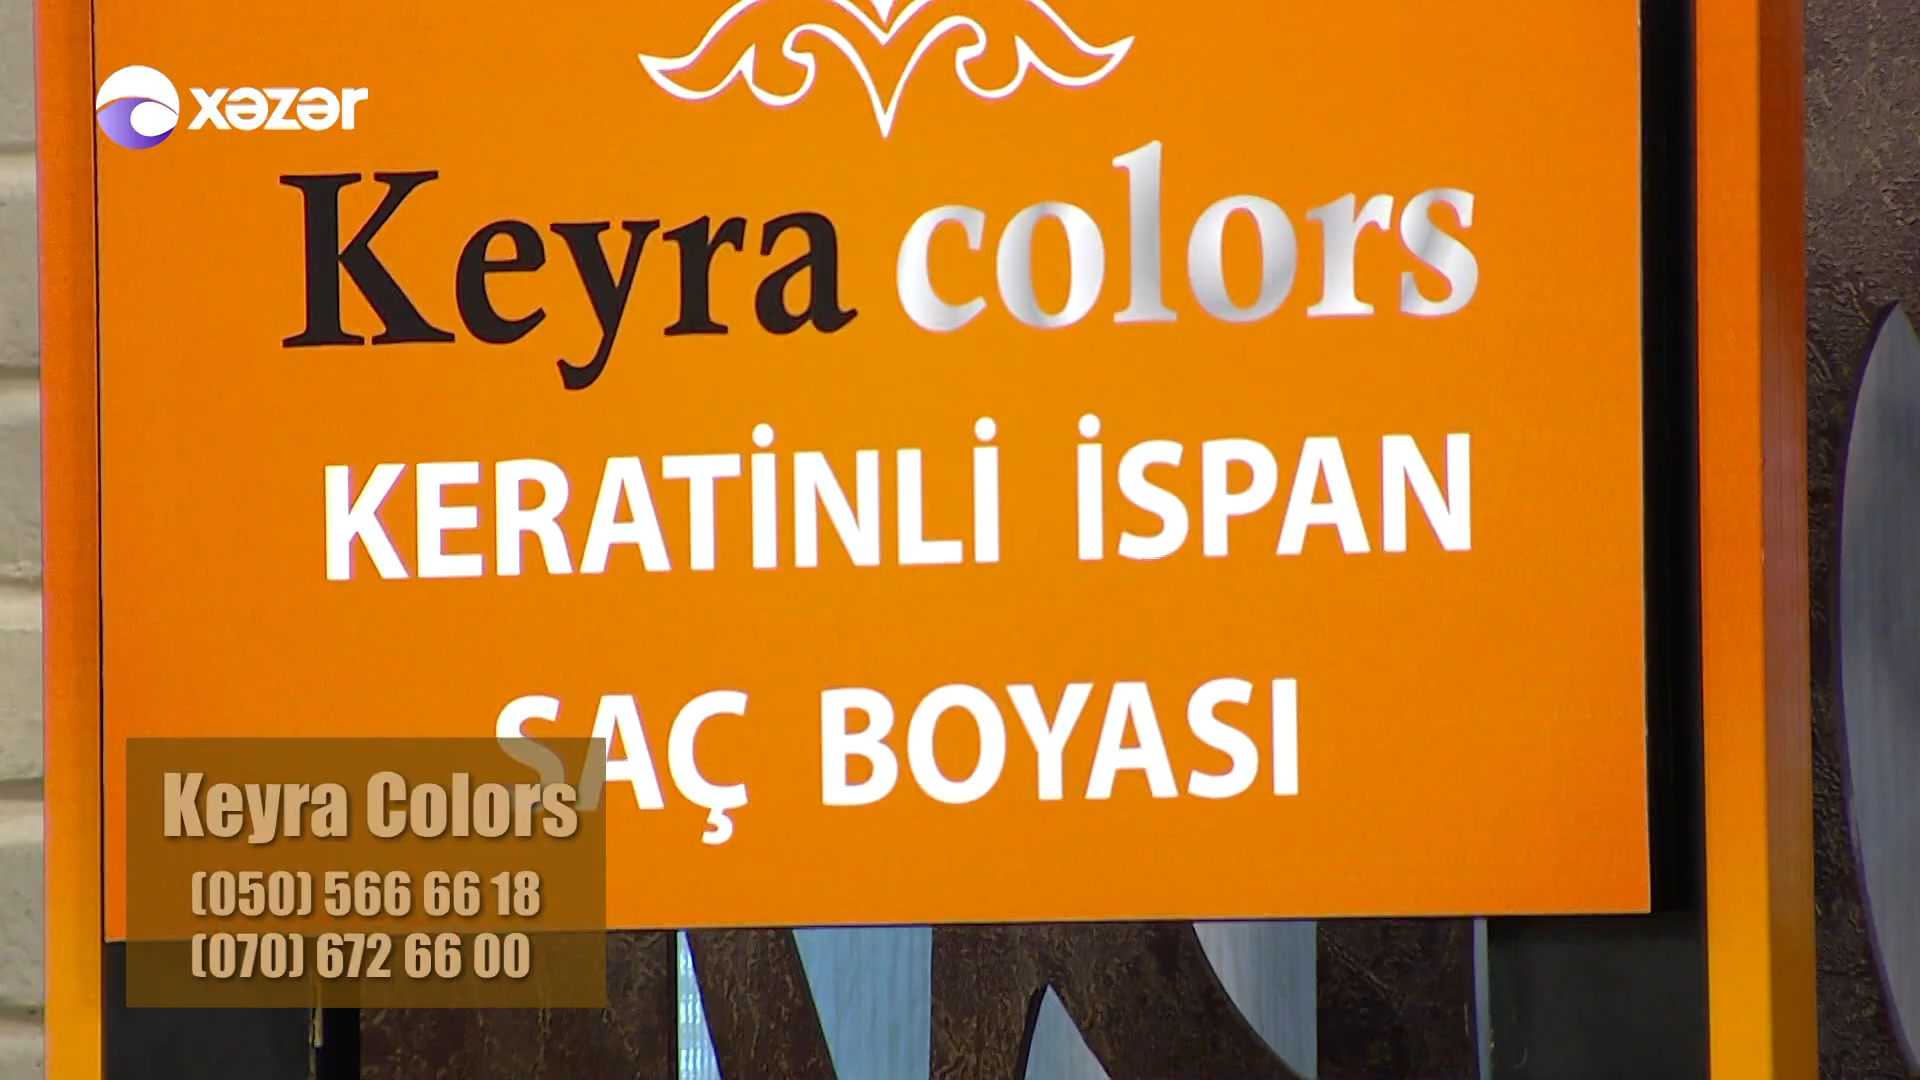 xəzər
Keyra colors
KERATİNLİ İSPAN
SAÇ BOYASI
Keyra Colors
(050) 566 66 18
(070) 672 66 00